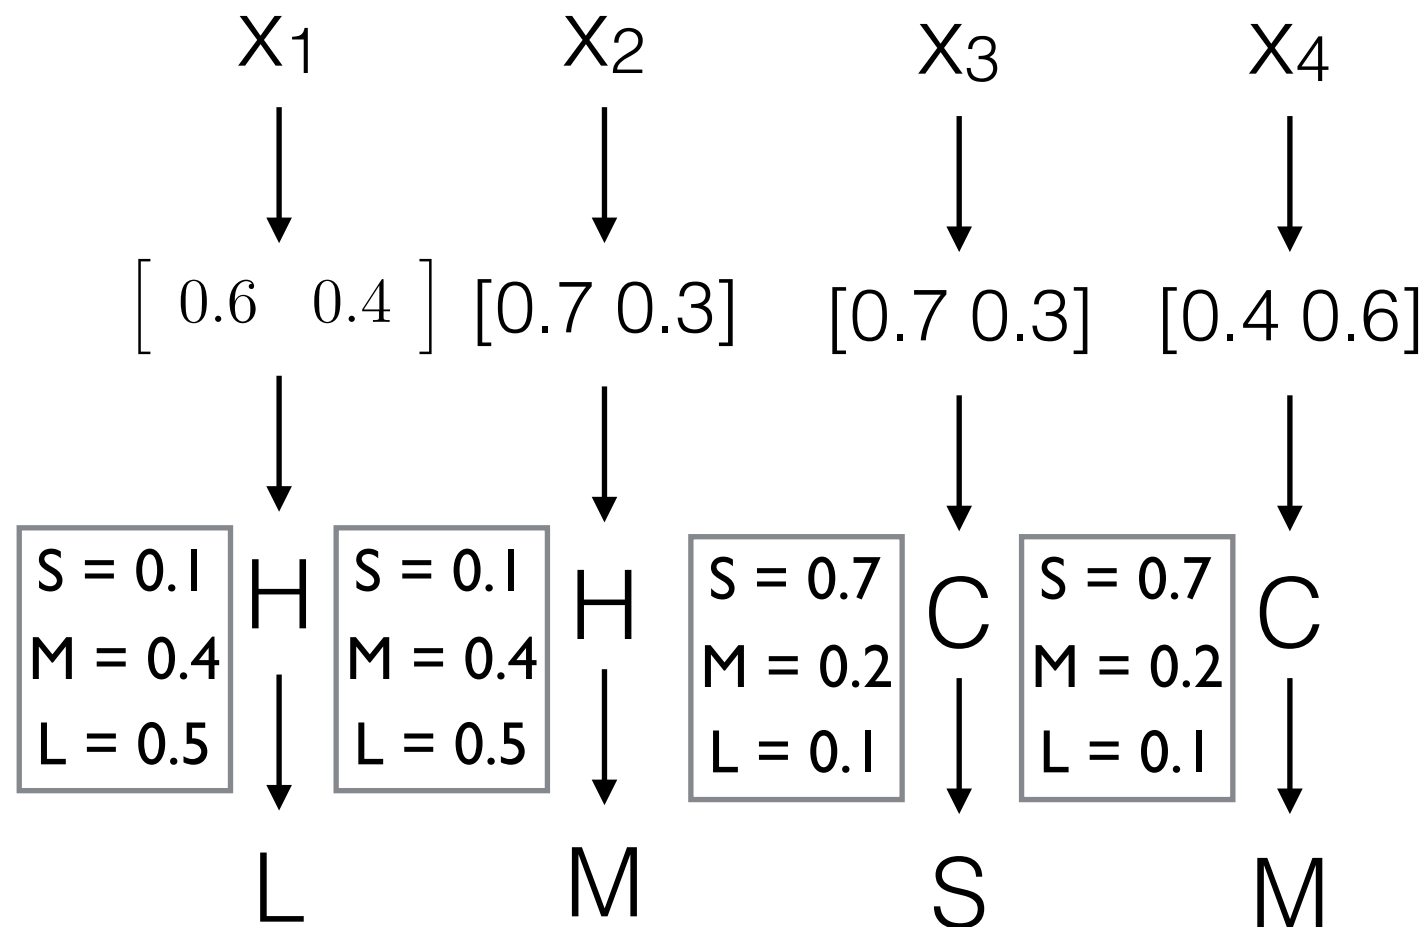 X1 X2 X3 X4
[ 0.6 0.4 ] [0.7 0.3] [0.7 0.3] [0.4 0.6]
S = 0.1
M = 0.4
L = 0.5
H
S = 0.1
M = 0.4
L = 0.5
H
S = 0.7
M = 0.2
L = 0.1
C
S = 0.7
M = 0.2
L = 0.1
C
L M S M